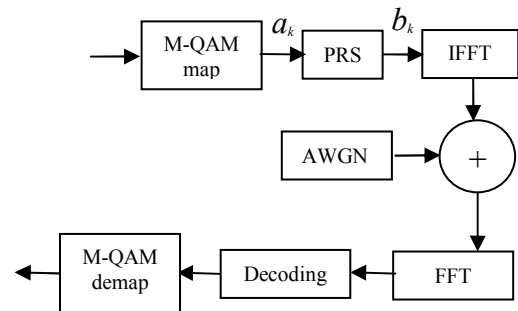 a_k
b_k
M-QAM
map
PRS
IFFT
AWGN
+
M-QAM
demap
Decoding
FFT